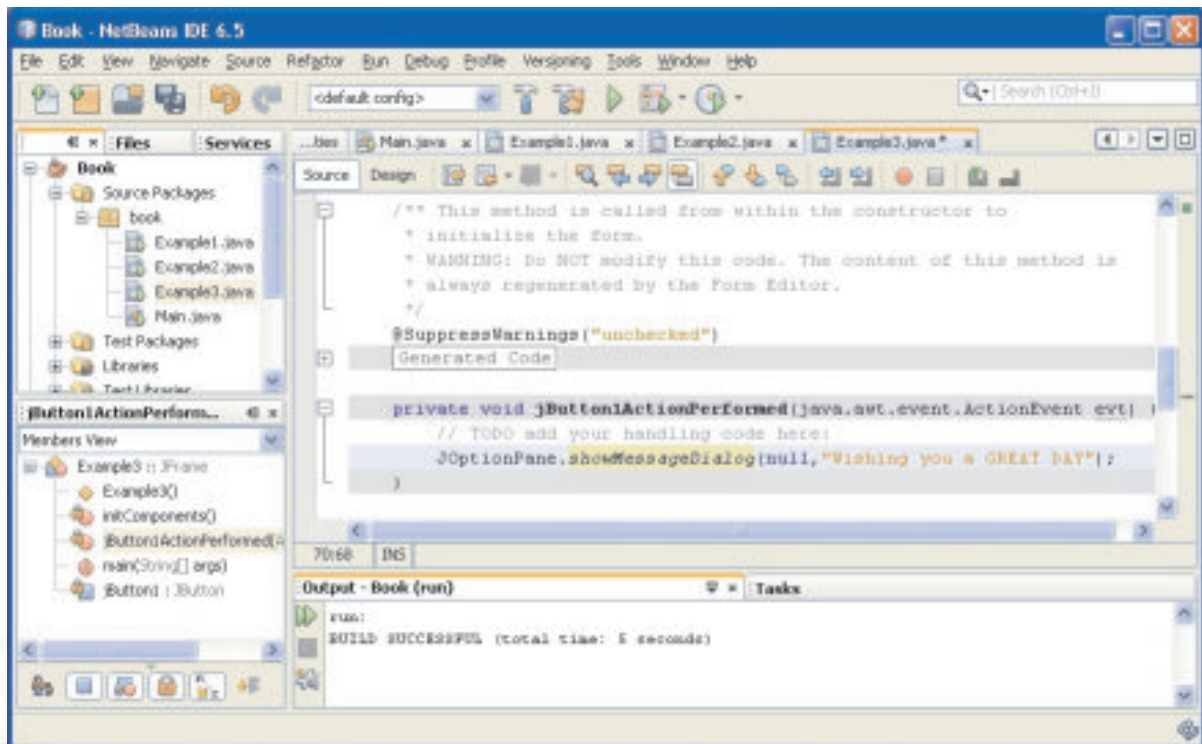 Book - NetBeans IDE 6.5
File Edit View Navigate Source Refactor Run Debug Profile Versioning Tools Window Help
<default config>
Search (Ctrl+I)
Files Services
...ties Main.java x Example1.java x Example2.java x Example3.java * x
Book
Source Packages
book
Example1.java
Example2.java
Example3.java
Main.java
Test Packages
Libraries
Test Libraries
Source Design
/** This method is called from within the constructor to
* initialize the form.
* WARNING: Do NOT modify this code. The content of this method is
* always regenerated by the Form Editor.
*/
@SuppressWarnings("unchecked")
Generated Code
private void jButton1ActionPerformed(java.awt.event.ActionEvent evt) {
// TODO add your handling code here:
JOptionPane.showMessageDialog(null,"Wishing you a GREAT DAY");
}
70:68 INS
jButton1ActionPerform...
Members View
Example3 :: JFrame
Example3()
initComponents()
jButton1ActionPerformed(A
main(String[] args)
jButton1 : JButton
Output - Book (run) Tasks
run:
BUILD SUCCESSFUL (total time: 5 seconds)